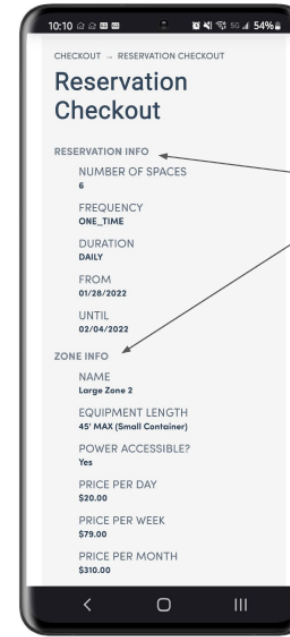 10:10 5G 54%
CHECKOUT → RESERVATION CHECKOUT
Reservation
Checkout
RESERVATION INFO
NUMBER OF SPACES
6
FREQUENCY
ONE_TIME
DURATION
DAILY
FROM
01/28/2022
UNTIL
02/04/2022
ZONE INFO
NAME
Large Zone 2
EQUIPMENT LENGTH
45' MAX (Small Container)
POWER ACCESSIBLE?
Yes
PRICE PER DAY
$20.00
PRICE PER WEEK
$79.00
PRICE PER MONTH
$310.00